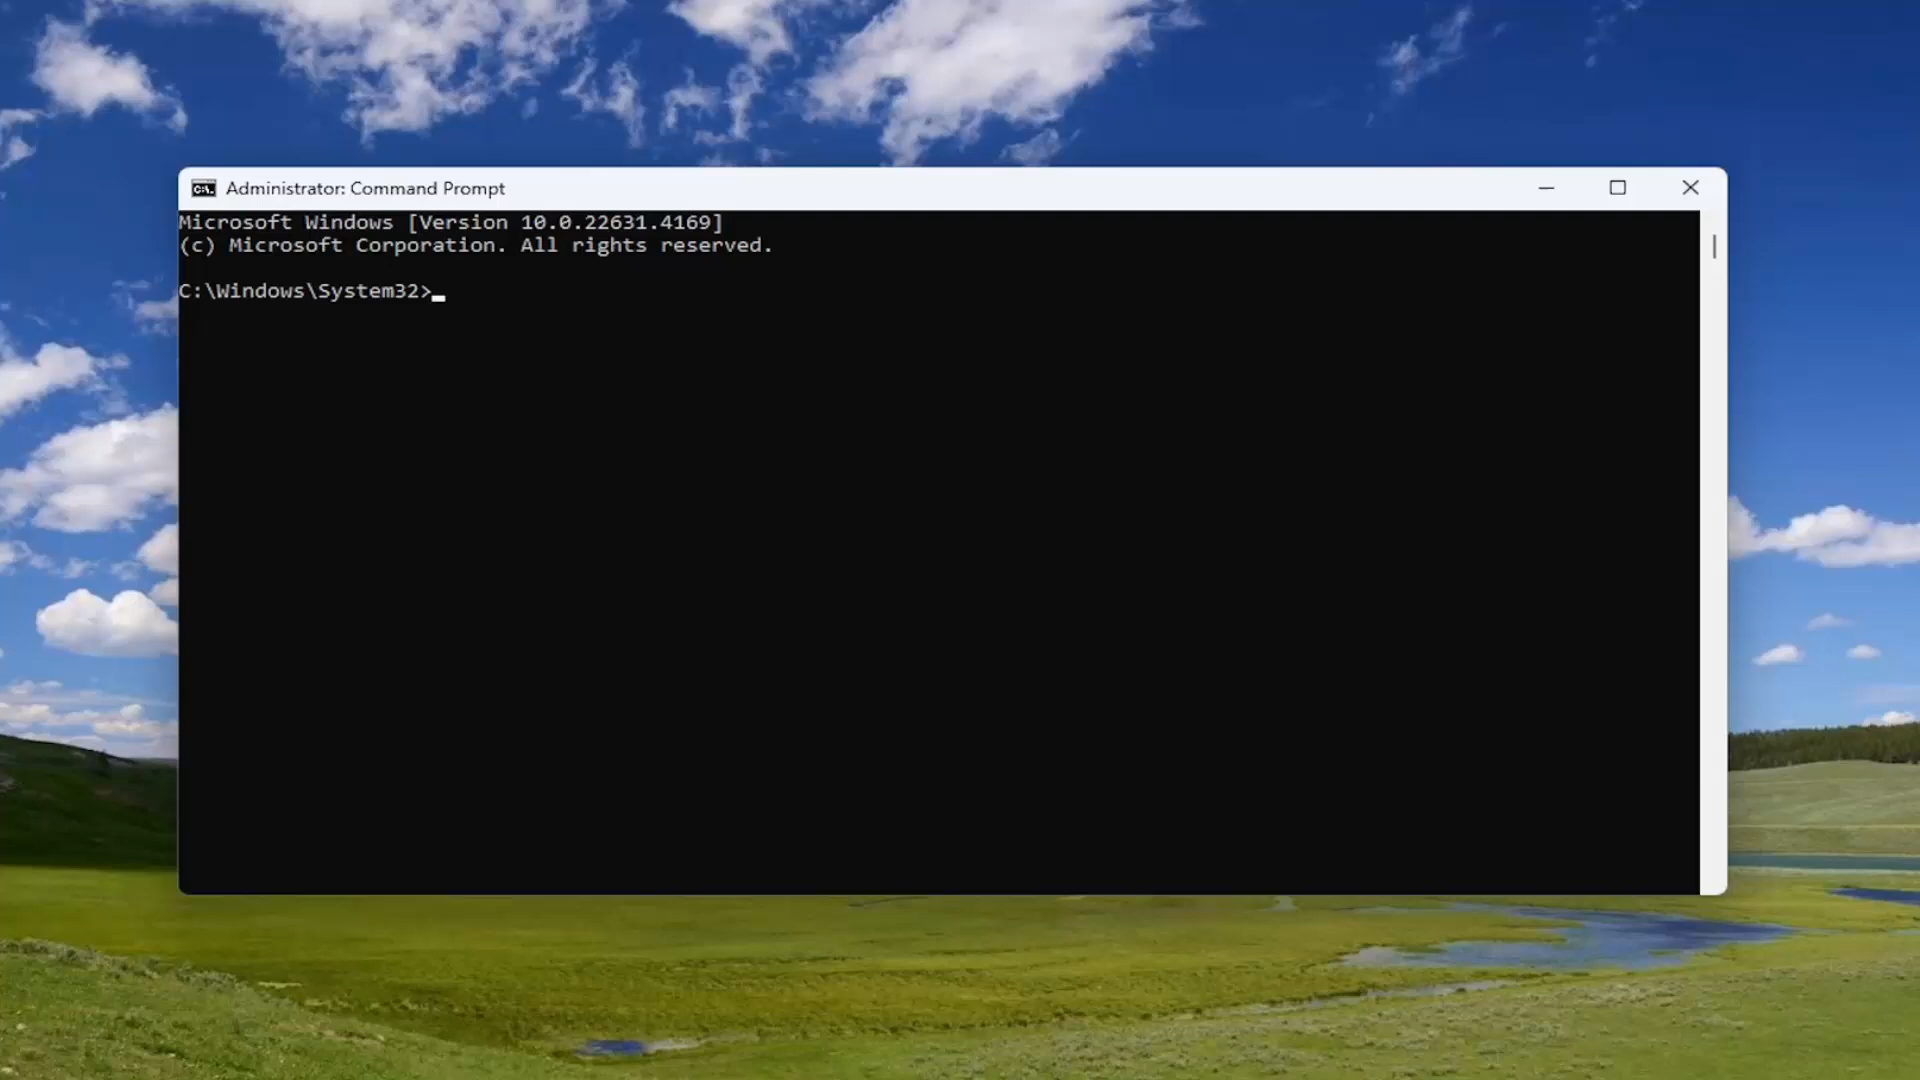 Administrator: Command Prompt
Microsoft Windows [Version 10.0.22631.4169]
(c) Microsoft Corporation. All rights reserved.
C:\Windows\System32>